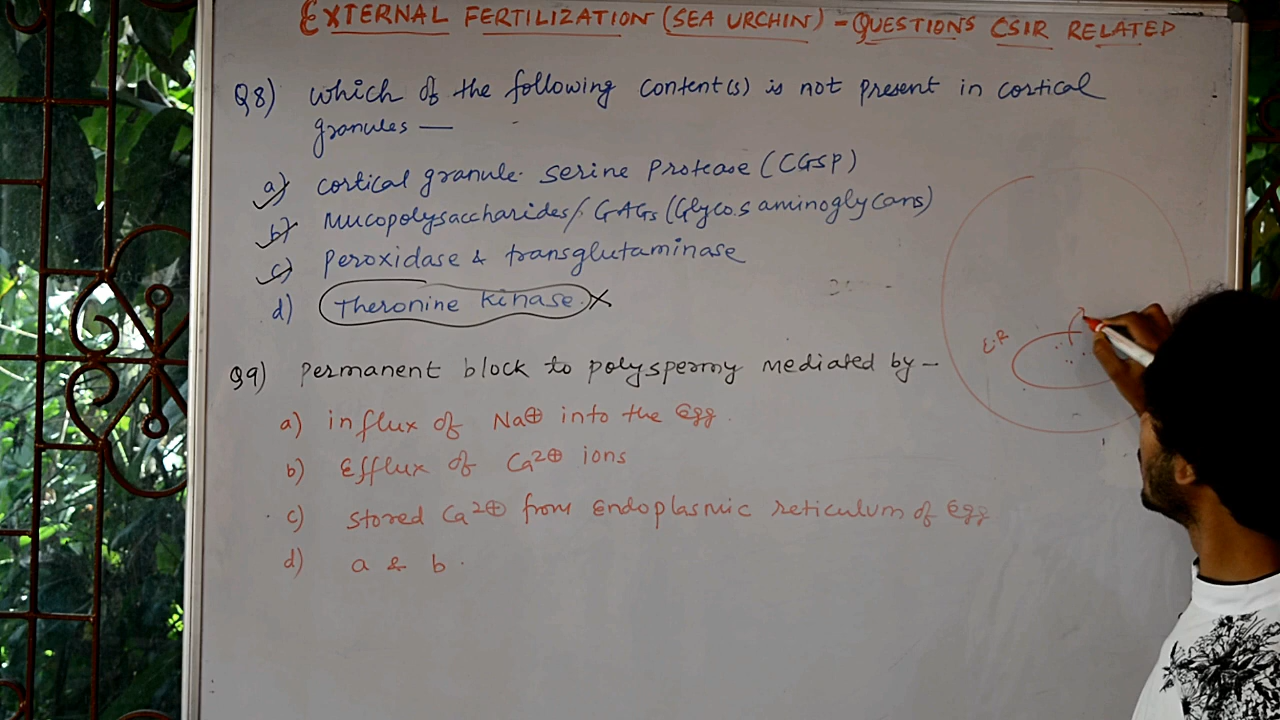 EXTERNAL FERTILIZATION (SEA URCHIN) - QUESTIONS CSIR RELATED
Q8) which of the following content(s) is not present in cortical
granules —
a) cortical granule serine Protease (CGSP)
b) Mucopolysaccharides/GAGs (Glycosaminoglycans)
c) Peroxidase & transglutaminase
d) Theronine kinase
Q9) Permanent block to polyspermy mediated by -
a) influx of Na⊕ into the Egg.
b) Efflux of Ca²⊕ ions
c) stored Ca²⊕ from Endoplasmic reticulum of Egg
d) a & b.
E.R